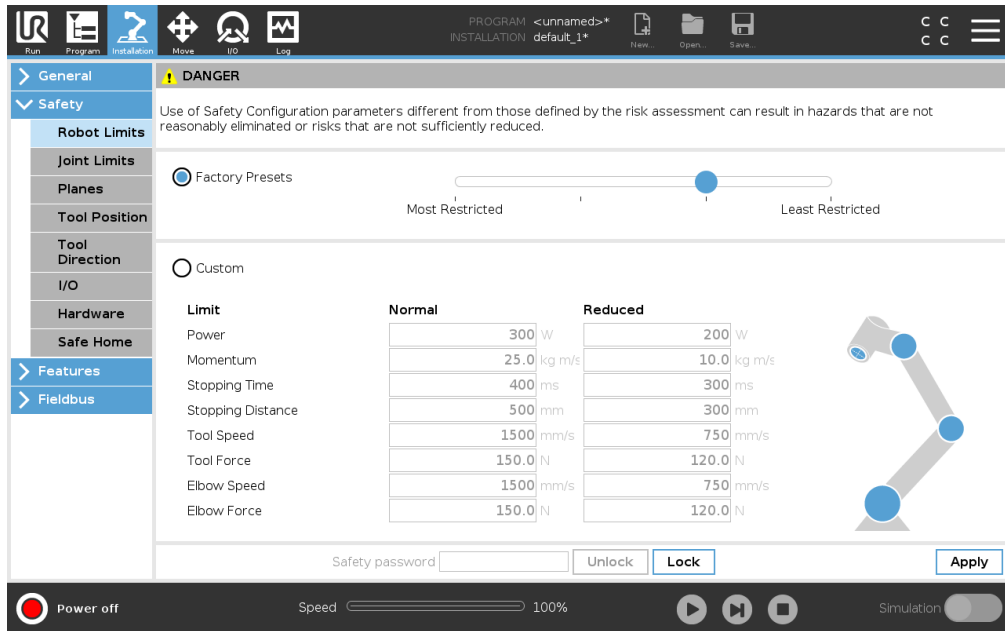 UR
PROGRAM <unnamed>*
INSTALLATION default_1*
C C
C C
Run Program Installation Move I/O Log New... Open... Save...
General
Safety
Robot Limits
Joint Limits
Planes
Tool Position
Tool
Direction
I/O
Hardware
Safe Home
Features
Fieldbus
DANGER
Use of Safety Configuration parameters different from those defined by the risk assessment can result in hazards that are not
reasonably eliminated or risks that are not sufficiently reduced.
Factory Presets
Most Restricted Least Restricted
Custom
Limit Normal Reduced
Power 300 W 200 W
Momentum 25.0 kg m/s 10.0 kg m/s
Stopping Time 400 ms 300 ms
Stopping Distance 500 mm 300 mm
Tool Speed 1500 mm/s 750 mm/s
Tool Force 150.0 N 120.0 N
Elbow Speed 1500 mm/s 750 mm/s
Elbow Force 150.0 N 120.0 N
Safety password Unlock Lock Apply
Power off Speed 100% Simulation